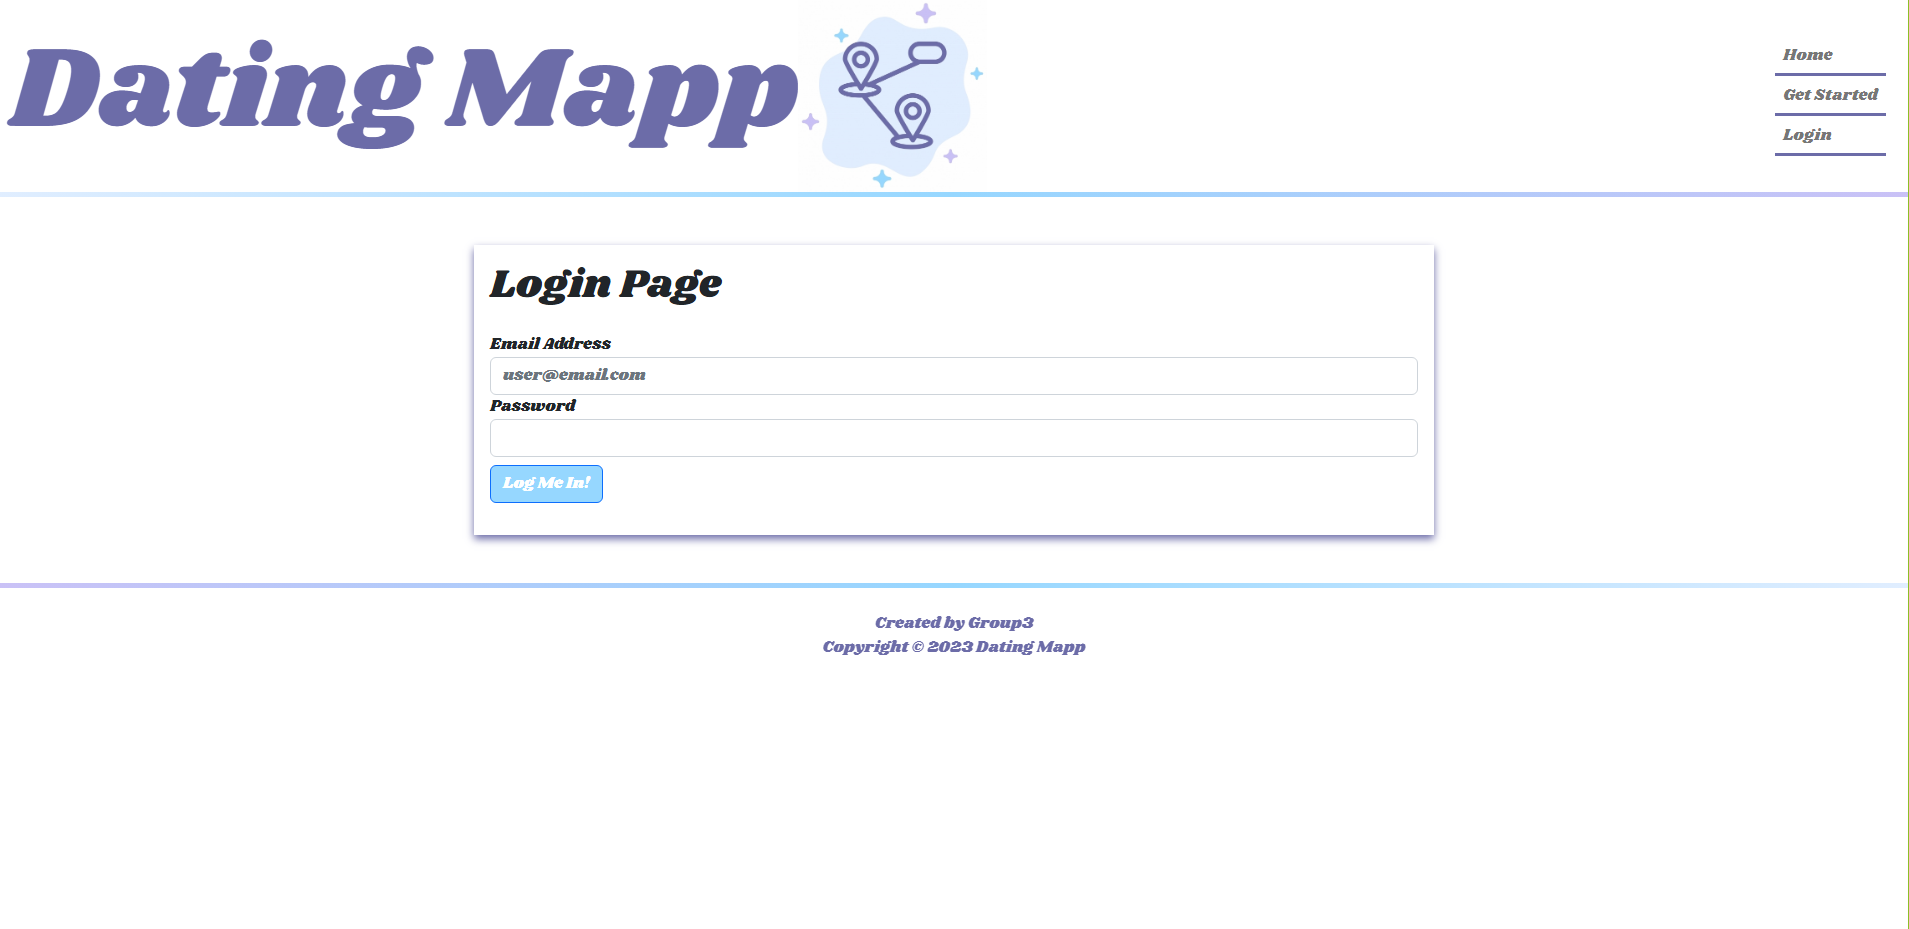 Dating Mapp
Home
Get Started
Login
Login Page
Email Address
user@email.com
Password
Log Me In!
Created by Group3
Copyright © 2023 Dating Mapp